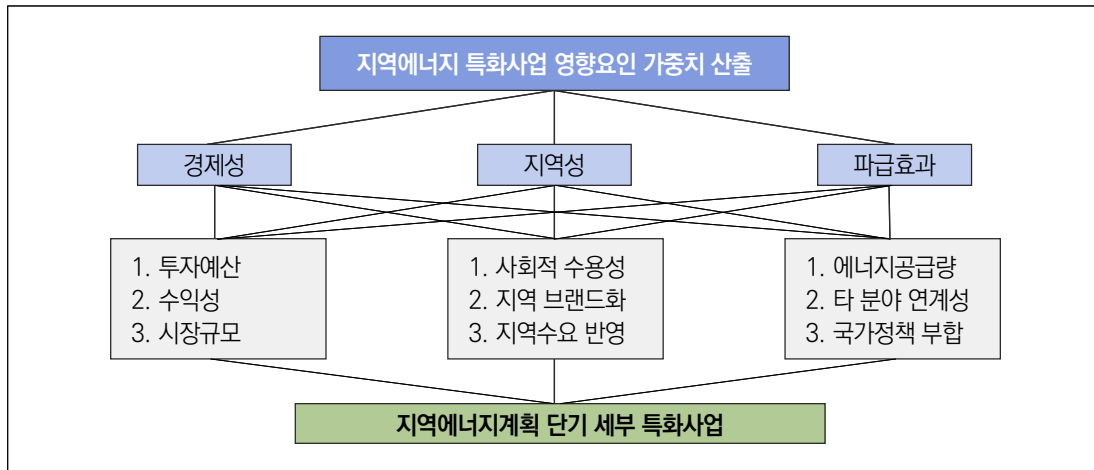 지역에너지 특화사업 영향요인 가중치 산출
경제성
지역성
파급효과
1. 투자예산
2. 수익성
3. 시장규모
1. 사회적 수용성
2. 지역 브랜드화
3. 지역수요 반영
1. 에너지공급량
2. 타 분야 연계성
3. 국가정책 부합
지역에너지계획 단기 세부 특화사업